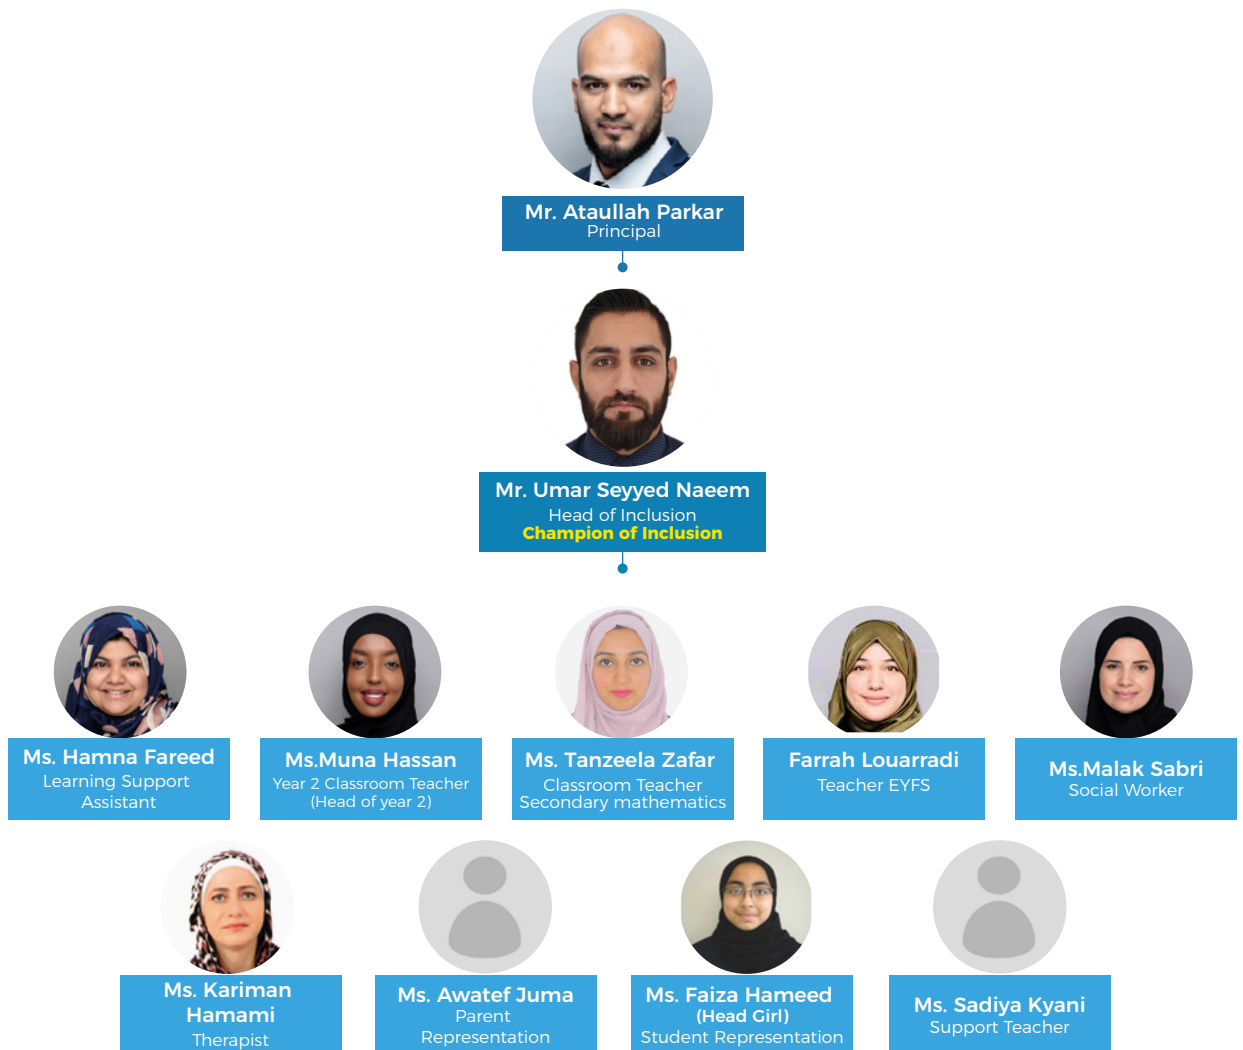 Mr. Ataullah Parkar
Principal
Mr. Umar Seyyed Naeem
Head of Inclusion
Champion of Inclusion
Ms. Hamna Fareed
Learning Support
Assistant
Ms.Muna Hassan
Year 2 Classroom Teacher
(Head of year 2)
Ms. Tanzeela Zafar
Classroom Teacher
Secondary mathematics
Farrah Louarradi
Teacher EYFS
Ms.Malak Sabri
Social Worker
Ms. Kariman
Hamami
Therapist
Ms. Awatef Juma
Parent
Representation
Ms. Faiza Hameed
(Head Girl)
Student Representation
Ms. Sadiya Kyani
Support Teacher